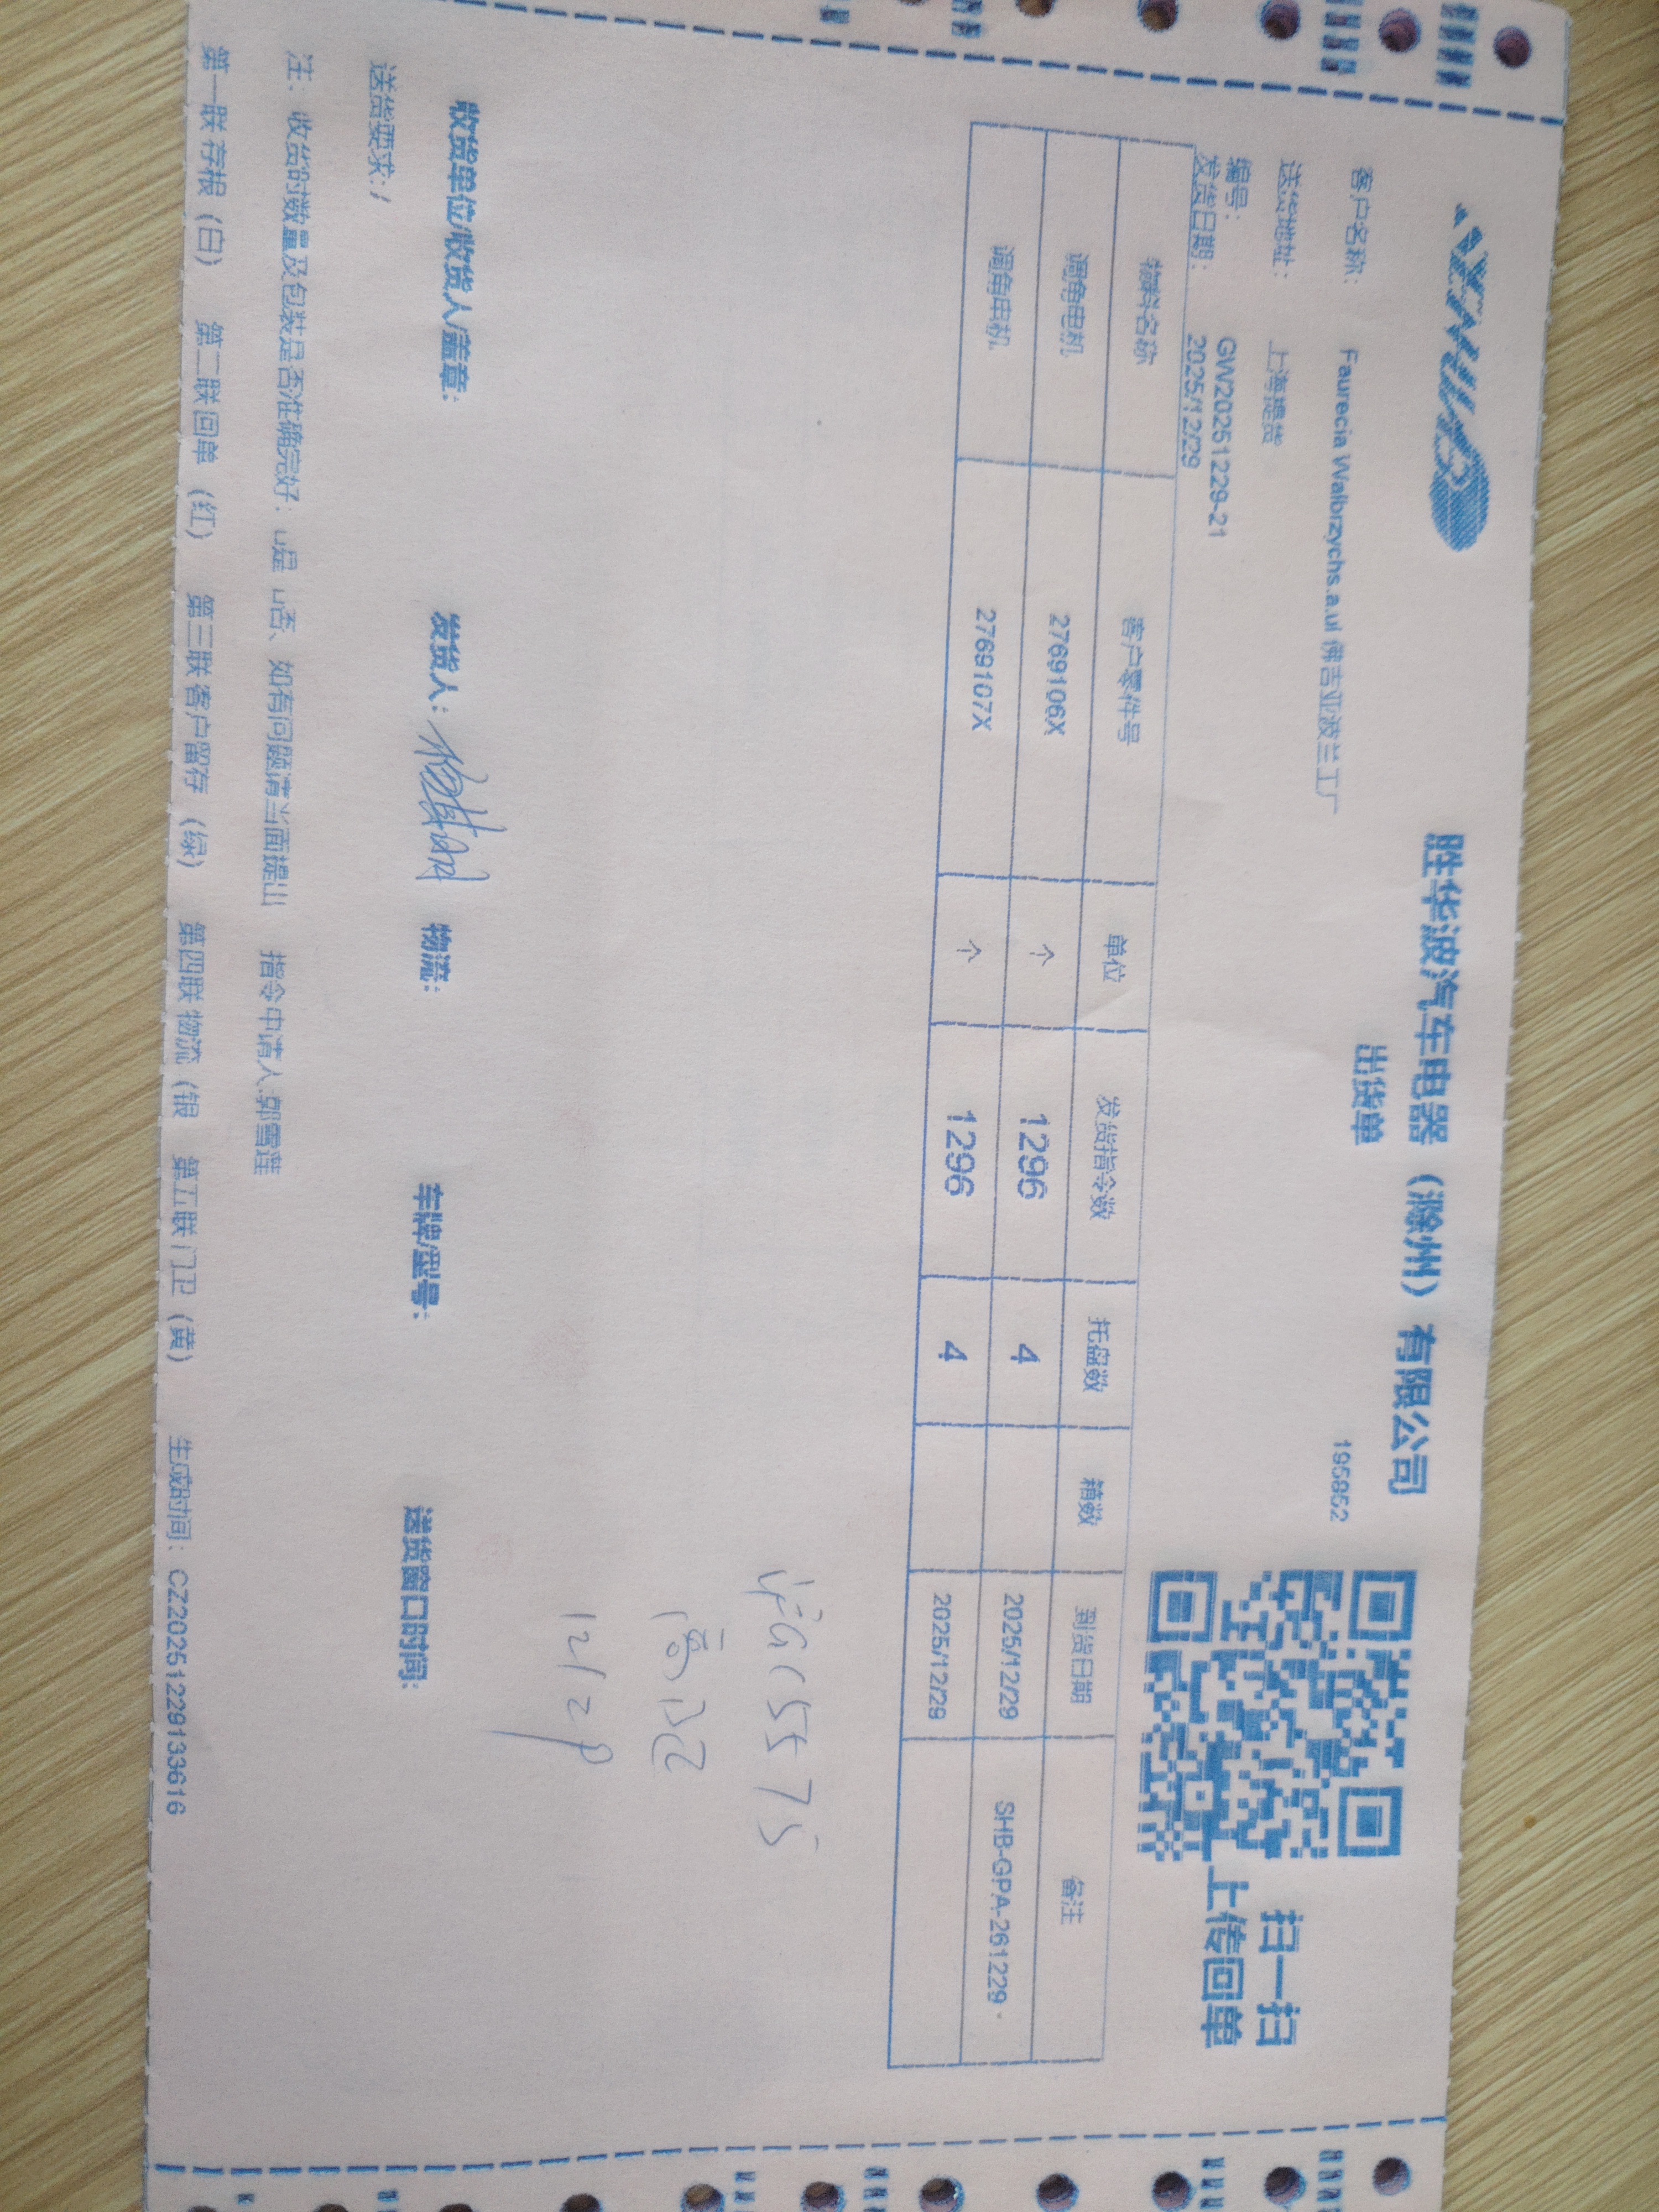 胜华波汽车电器（滁州）有限公司
出货单
195852
客户名称： Faurecia Walbrzychs.a.ul 佛吉亚波兰工厂
送货地址： 上海提货
编号： GW20251229-21
发货日期： 2025/12/29
扫一扫
上传回单
物料名称 客户零件号 单位 发货指令数 托盘数 箱数 到货日期 备注
调角电机 2769106X 个 1296 4 2025/12/29 SHB-GPA-261229
调角电机 2769107X 个 1296 4 2025/12/29
12/29
收货单位/收货人/盖章： 发货人： 物流： 车牌/型号： 送货窗口时间：
送货要求：/
注：收货时数量及包装是否准确完好：□是 □否、如有问题请当面提出 指令申请人:郭雪莲
第一联 存根（白） 第二联 回单（红） 第三联 客户留存（绿） 第四联 物流（银 第五联 门卫（黄） 生成时间：CZ20251229133616